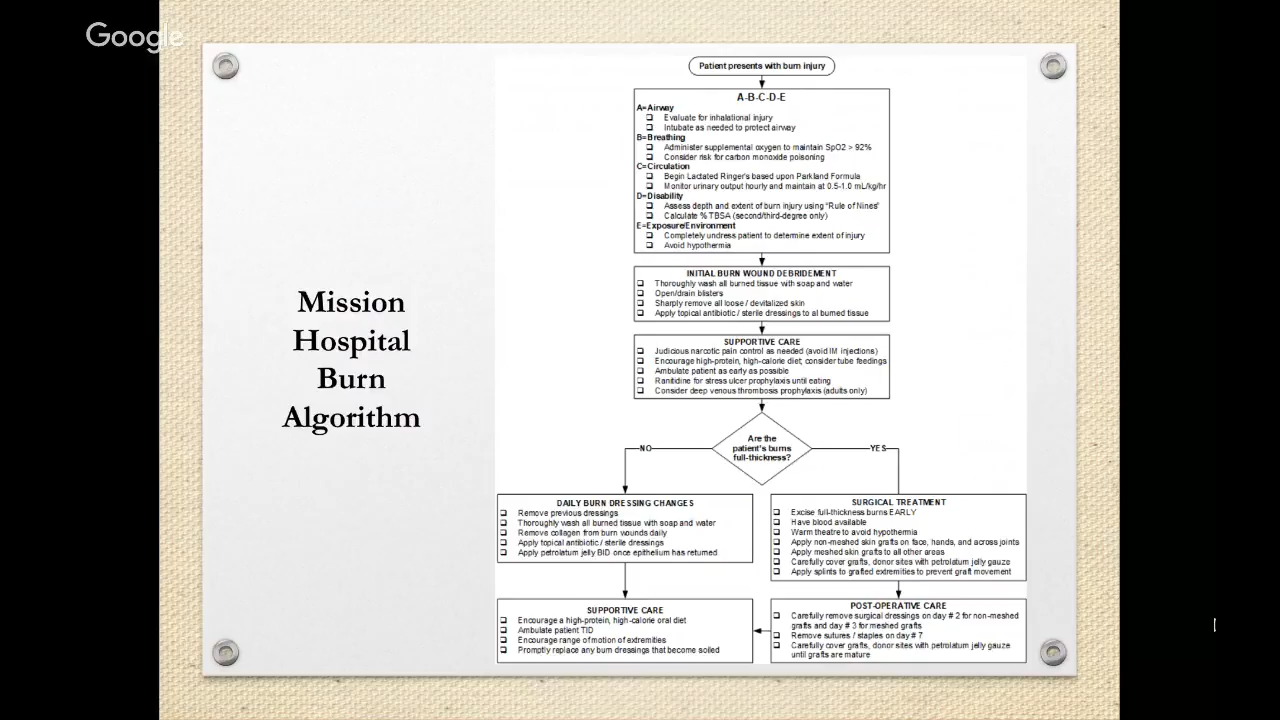 Google
Mission
Hospital
Burn
Algorithm
Patient presents with burn injury
A-B-C-D-E
A=Airway
❑ Evaluate for inhalational injury
❑ Intubate as needed to protect airway
B=Breathing
❑ Administer supplemental oxygen to maintain SpO2 > 92%
❑ Consider risk for carbon monoxide poisoning
C=Circulation
❑ Begin Lactated Ringer's based upon Parkland Formula
❑ Monitor urinary output hourly and maintain at 0.5-1.0 mL/kg/hr
D=Disability
❑ Assess depth and extent of burn injury using "Rule of Nines"
❑ Calculate % TBSA (second/third-degree only)
E=Exposure/Environment
❑ Completely undress patient to determine extent of injury
❑ Avoid hypothermia
INITIAL BURN WOUND DEBRIDEMENT
❑ Thoroughly wash all burned tissue with soap and water
❑ Open/drain blisters
❑ Sharply remove all loose / devitalized skin
❑ Apply topical antibiotic / sterile dressings to al burned tissue
SUPPORTIVE CARE
❑ Judicious narcotic pain control as needed (avoid IM injections)
❑ Encourage high-protein, high-calorie diet; consider tube feedings
❑ Ambulate patient as early as possible
❑ Ranitidine for stress ulcer prophylaxis until eating
❑ Consider deep venous thrombosis prophylaxis (adults only)
Are the
patient's burns
full-thickness?
NO
YES
DAILY BURN DRESSING CHANGES
❑ Remove previous dressings
❑ Thoroughly wash all burned tissue with soap and water
❑ Remove collagen from burn wounds daily
❑ Apply topical antibiotic / sterile dressings
❑ Apply petrolatum jelly BID once epithelium has returned
SURGICAL TREATMENT
❑ Excise full-thickness burns EARLY
❑ Have blood available
❑ Warm theatre to avoid hypothermia
❑ Apply non-meshed skin grafts on face, hands, and across joints
❑ Apply meshed skin grafts to all other areas
❑ Carefully cover grafts, donor sites with petrolatum jelly gauze
❑ Apply splints to grafted extremities to prevent graft movement
SUPPORTIVE CARE
❑ Encourage a high-protein, high-calorie oral diet
❑ Ambulate patient TID
❑ Encourage range of motion of extremities
❑ Promptly replace any burn dressings that become soiled
POST-OPERATIVE CARE
❑ Carefully remove surgical dressings on day # 2 for non-meshed
grafts and day # 3 for meshed grafts
❑ Remove sutures / staples on day # 7
❑ Carefully cover grafts, donor sites with petrolatum jelly gauze
until grafts are mature